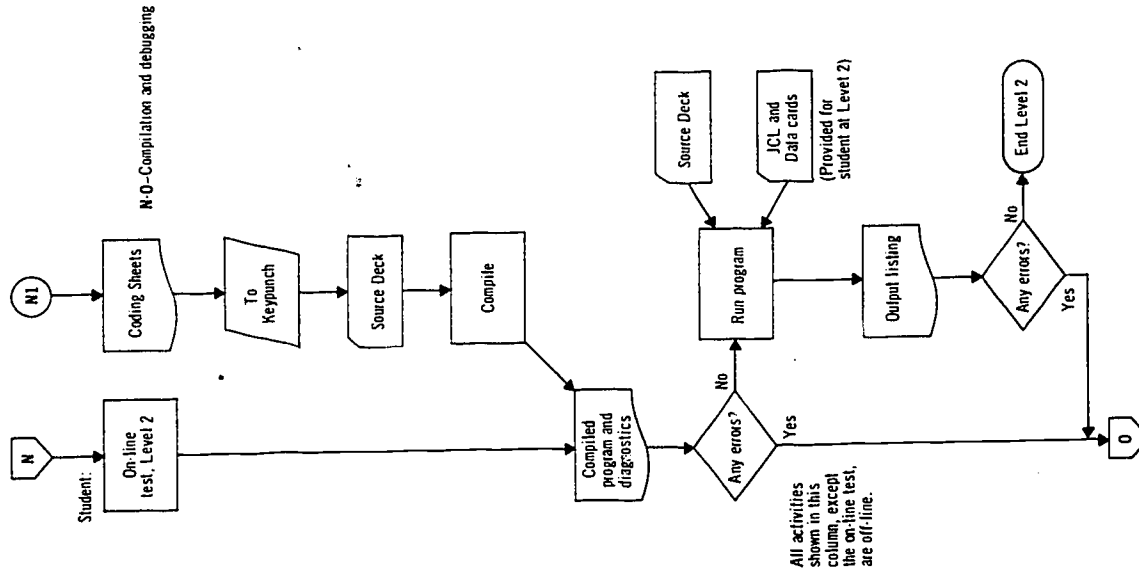 N-O-Compilation and debugging
N
Student:
On-line
test, Level 2
N1
Coding Sheets
To
Keypunch
Source Deck
Compile
Compiled
program and
diagnostics
Any errors?
No
Yes
All activities
shown in this
column, except
the on-line test,
are off-line.
Run program
Source Deck
JCL and
Data cards
(Provided for
student at Level 2)
Output listing
Any errors?
No
Yes
End Level 2
O